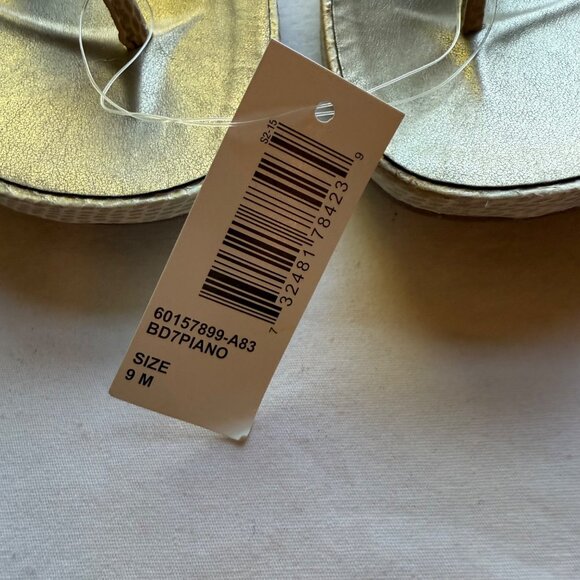 S2-15
7 32481 78423 9
60157899-A83
BD7PIANO
SIZE
9 M